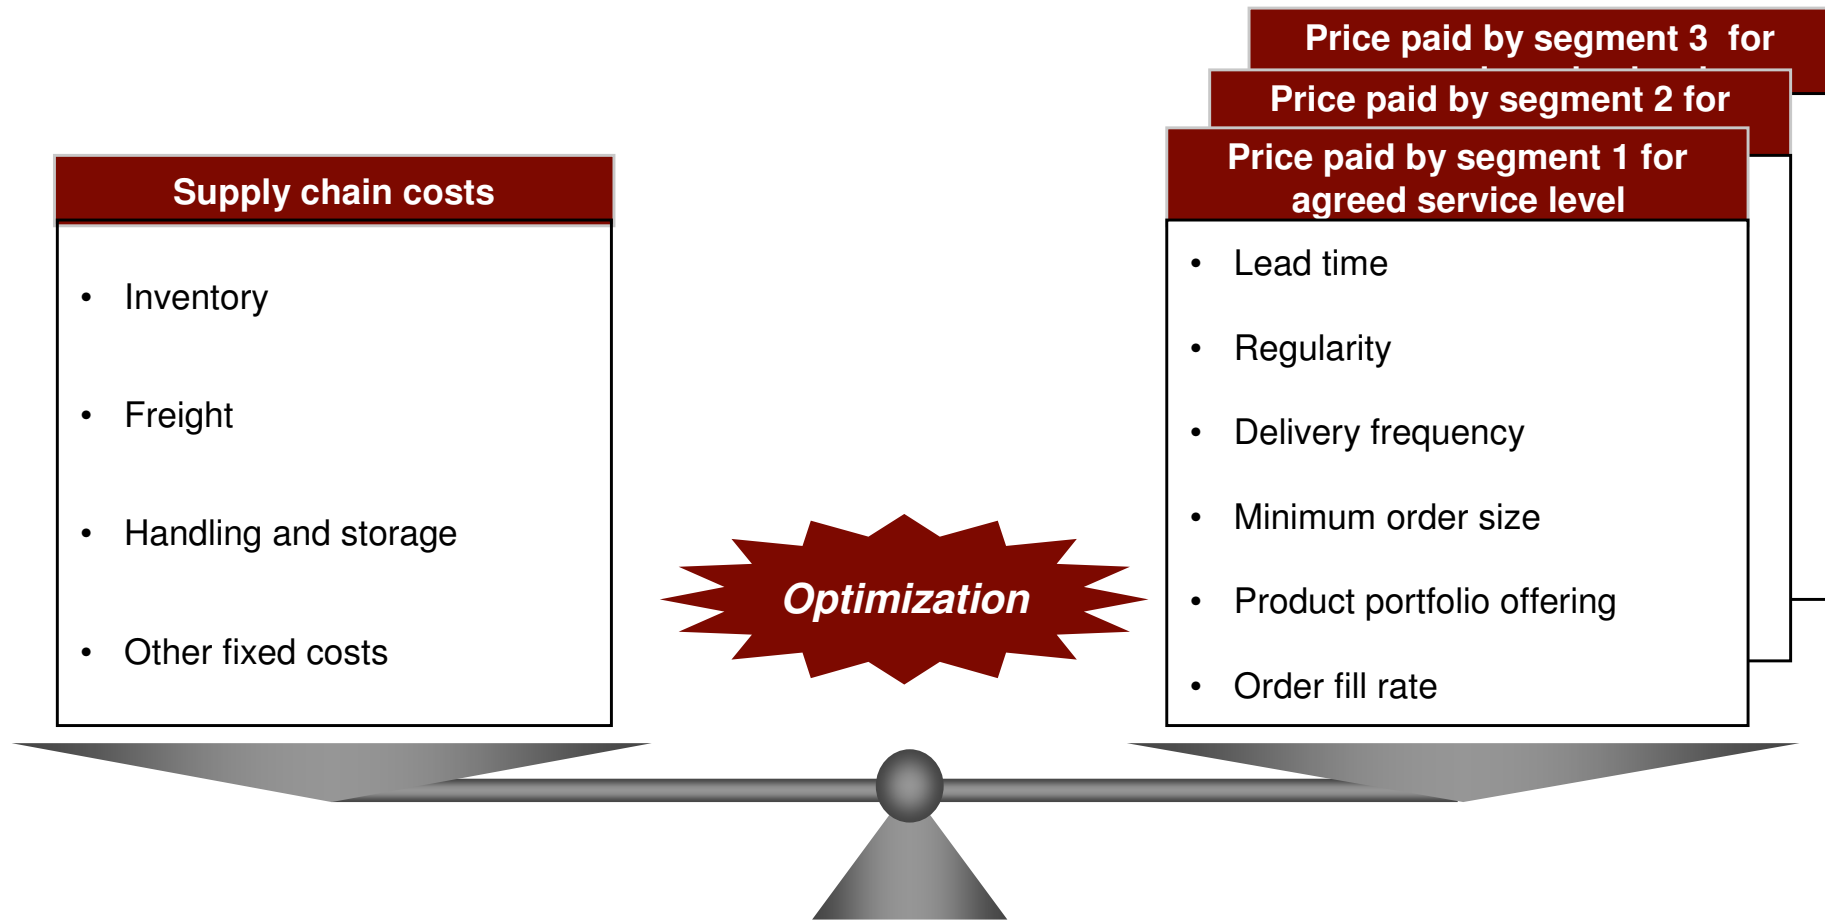 Price paid by segment 3 for
Price paid by segment 2 for
Price paid by segment 1 for
agreed service level
Supply chain costs
• Inventory
• Freight
• Handling and storage
• Other fixed costs
Optimization
• Lead time
• Regularity
• Delivery frequency
• Minimum order size
• Product portfolio offering
• Order fill rate